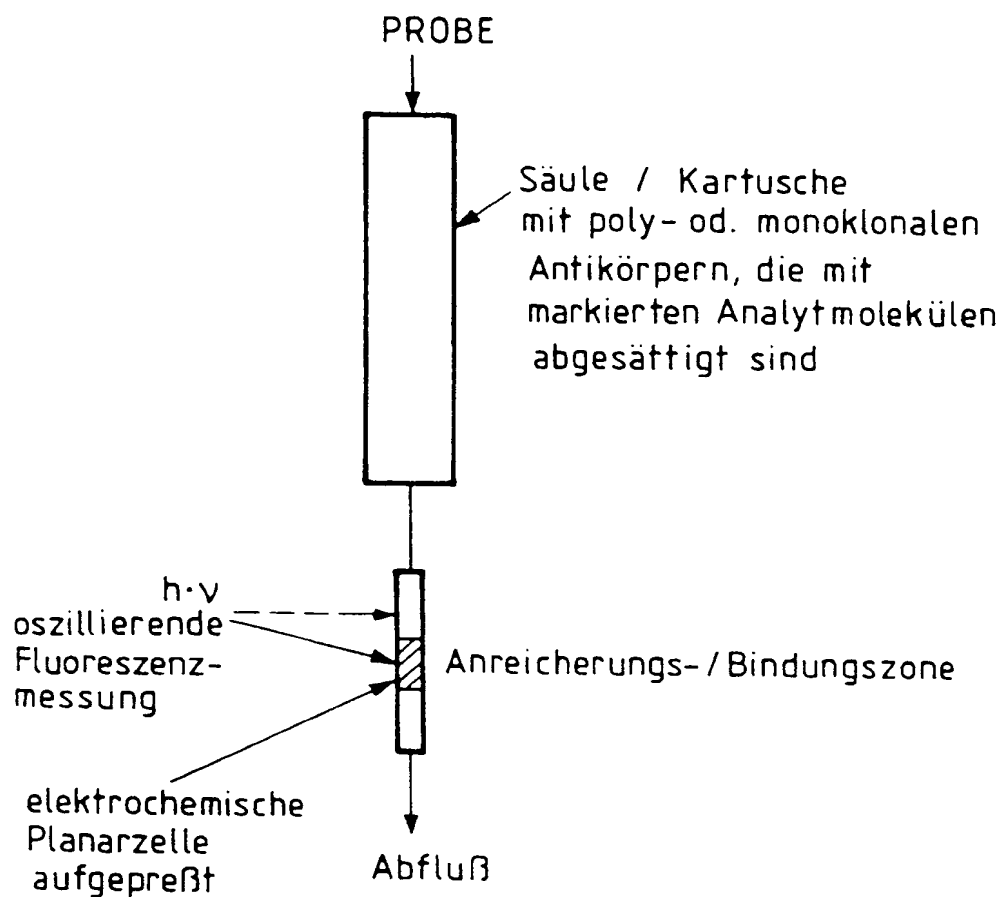 PROBE
Säule / Kartusche
mit poly- od. monoklonalen
Antikörpern, die mit
markierten Analytmolekülen
abgesättigt sind
h·ν
oszillierende
Fluoreszenz-
messung
Anreicherungs-/Bindungszone
elektrochemische
Planarzelle
aufgepreßt
Abfluß